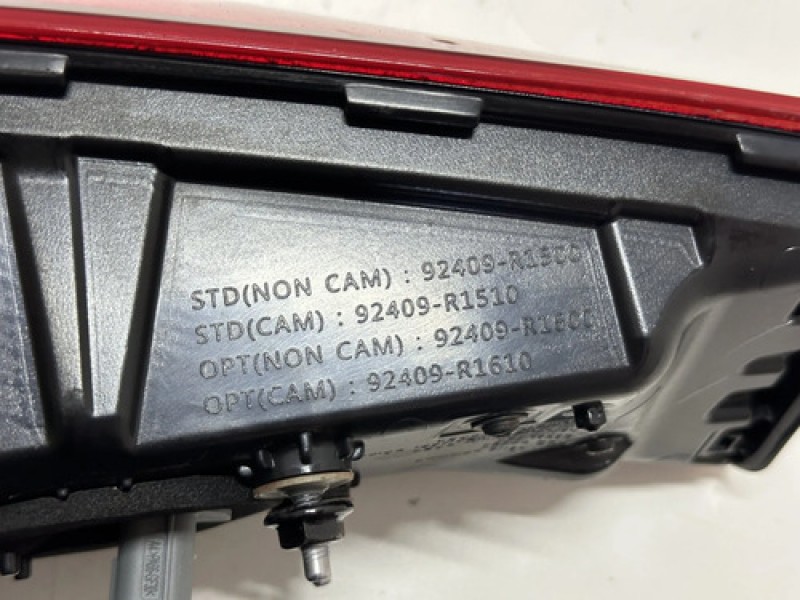 STD(NON CAM) : 92409-R1500
STD(CAM) : 92409-R1510
OPT(NON CAM) : 92409-R1600
OPT(CAM) : 92409-R1610